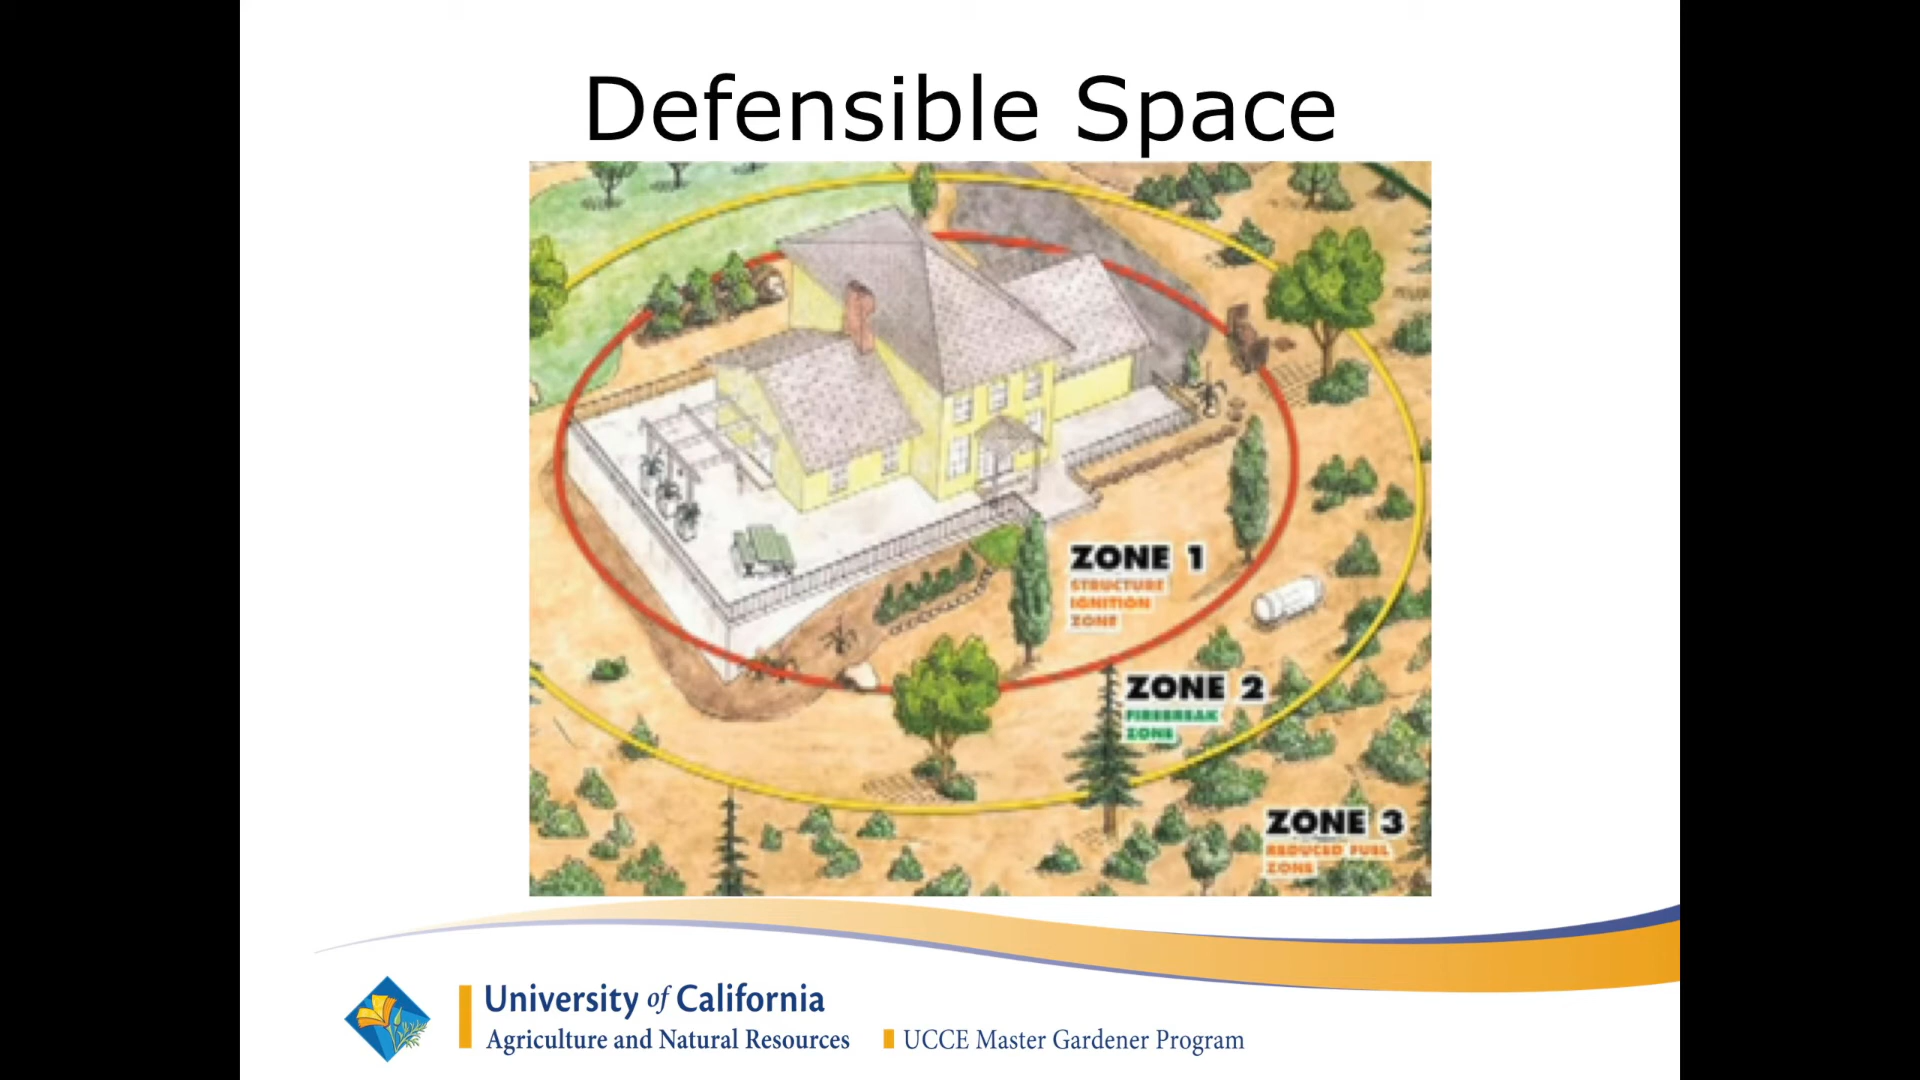 Defensible Space
ZONE 1
STRUCTURE
IGNITION
ZONE
ZONE 2
FIREBREAK
ZONE
ZONE 3
REDUCED FUEL
ZONE
University of California
Agriculture and Natural Resources
UCCE Master Gardener Program